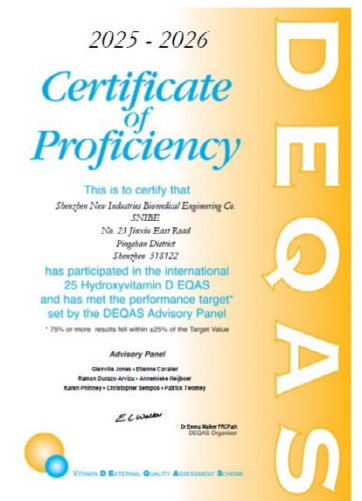 2025 - 2026
Certificate
of
Proficiency
This is to certify that
Shenzhen New Industries Biomedical Engineering Co.
SNIBE
No. 23 Jinxiu East Road
Pingshan District
Shenzhen 518122
has participated in the international
25 Hydroxyvitamin D EQAS
and has met the performance target*
set by the DEQAS Advisory Panel
* 75% or more results fell within ±25% of the Target Value
Advisory Panel
Glenville Jones • Etienne Cavalier
Ramon Durazo-Arvizu • Annemieke Heijboer
Karen Phinney • Christopher Sempos • Patrick Twomey
E.C Walker
Dr Emma Walker FRCPath
DEQAS Organiser
VITAMIN D EXTERNAL QUALITY ASSESSMENT SCHEME
DEQAS